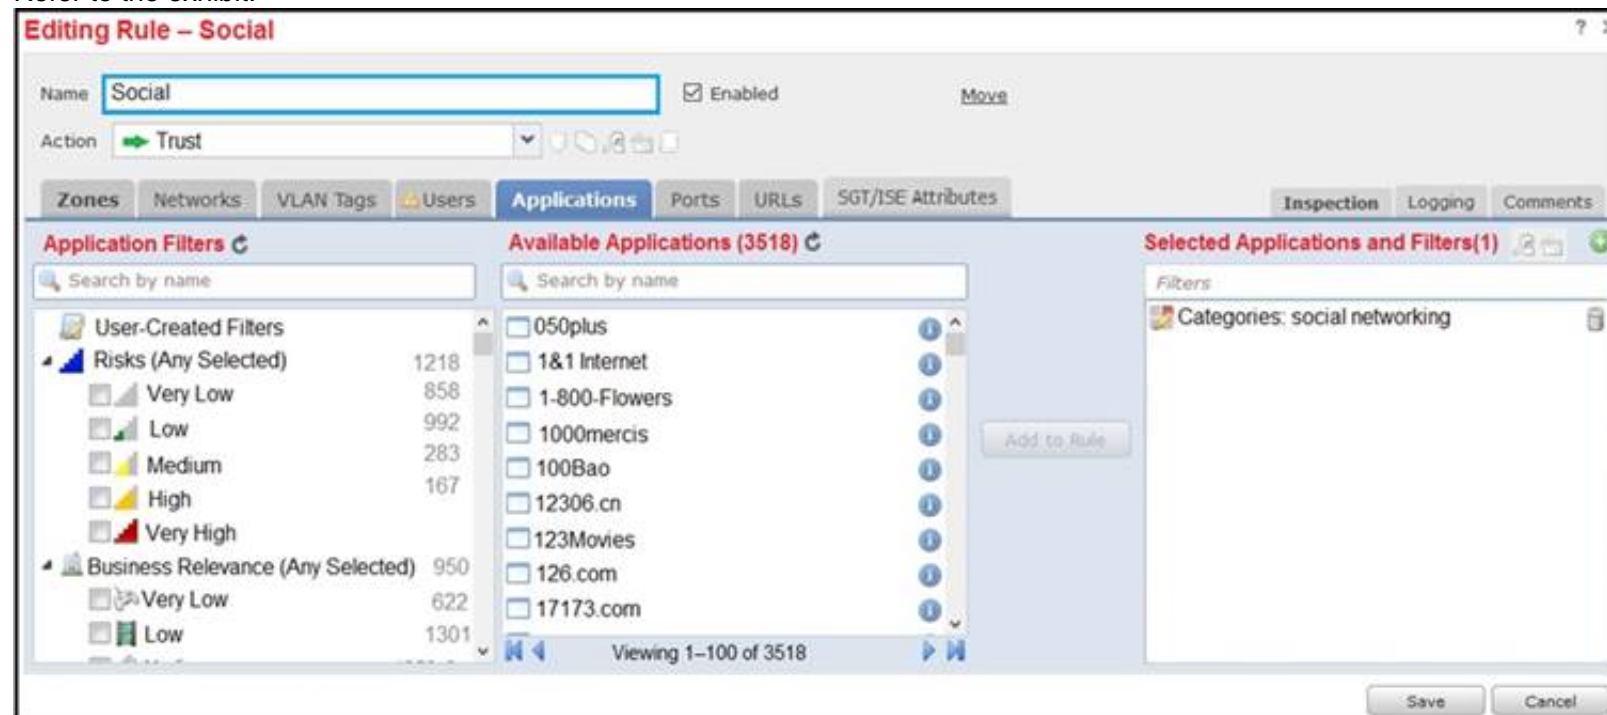 Editing Rule – Social ?
Name Social Enabled Move
Action Trust
Zones Networks VLAN Tags Users Applications Ports URLs SGT/ISE Attributes Inspection Logging Comments
Application Filters Available Applications (3518) Selected Applications and Filters(1)
Search by name Search by name Filters
User-Created Filters 050plus Categories: social networking
Risks (Any Selected) 1218 1&1 Internet
Very Low 858 1-800-Flowers
Low 992 1000mercis Add to Rule
Medium 283 100Bao
High 167 12306.cn
Very High 123Movies
Business Relevance (Any Selected) 950 126.com
Very Low 622 17173.com
Low 1301
Viewing 1–100 of 3518
Save Cancel